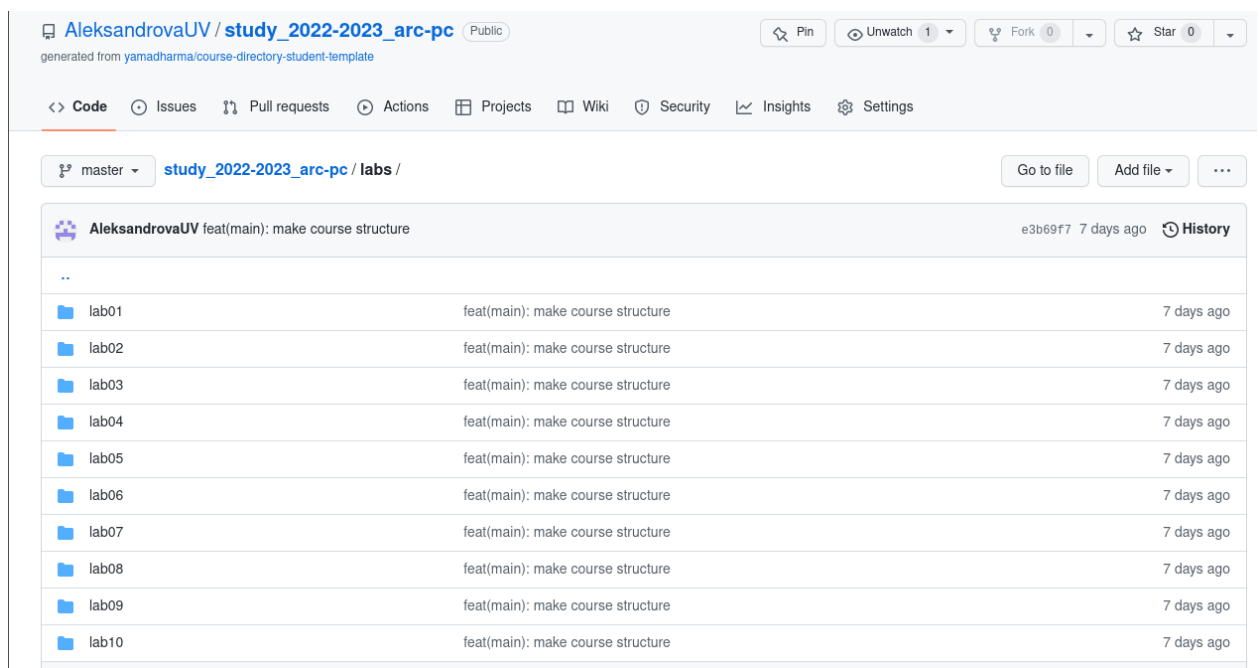 AleksandrovaUV / study_2022-2023_arc-pc Public Pin Unwatch 1 Fork 0 Star 0
generated from yamadharma/course-directory-student-template
<> Code Issues Pull requests Actions Projects Wiki Security Insights Settings
master study_2022-2023_arc-pc / labs / Go to file Add file ...
AleksandrovaUV feat(main): make course structure e3b69f7 7 days ago History
..
lab01 feat(main): make course structure 7 days ago
lab02 feat(main): make course structure 7 days ago
lab03 feat(main): make course structure 7 days ago
lab04 feat(main): make course structure 7 days ago
lab05 feat(main): make course structure 7 days ago
lab06 feat(main): make course structure 7 days ago
lab07 feat(main): make course structure 7 days ago
lab08 feat(main): make course structure 7 days ago
lab09 feat(main): make course structure 7 days ago
lab10 feat(main): make course structure 7 days ago